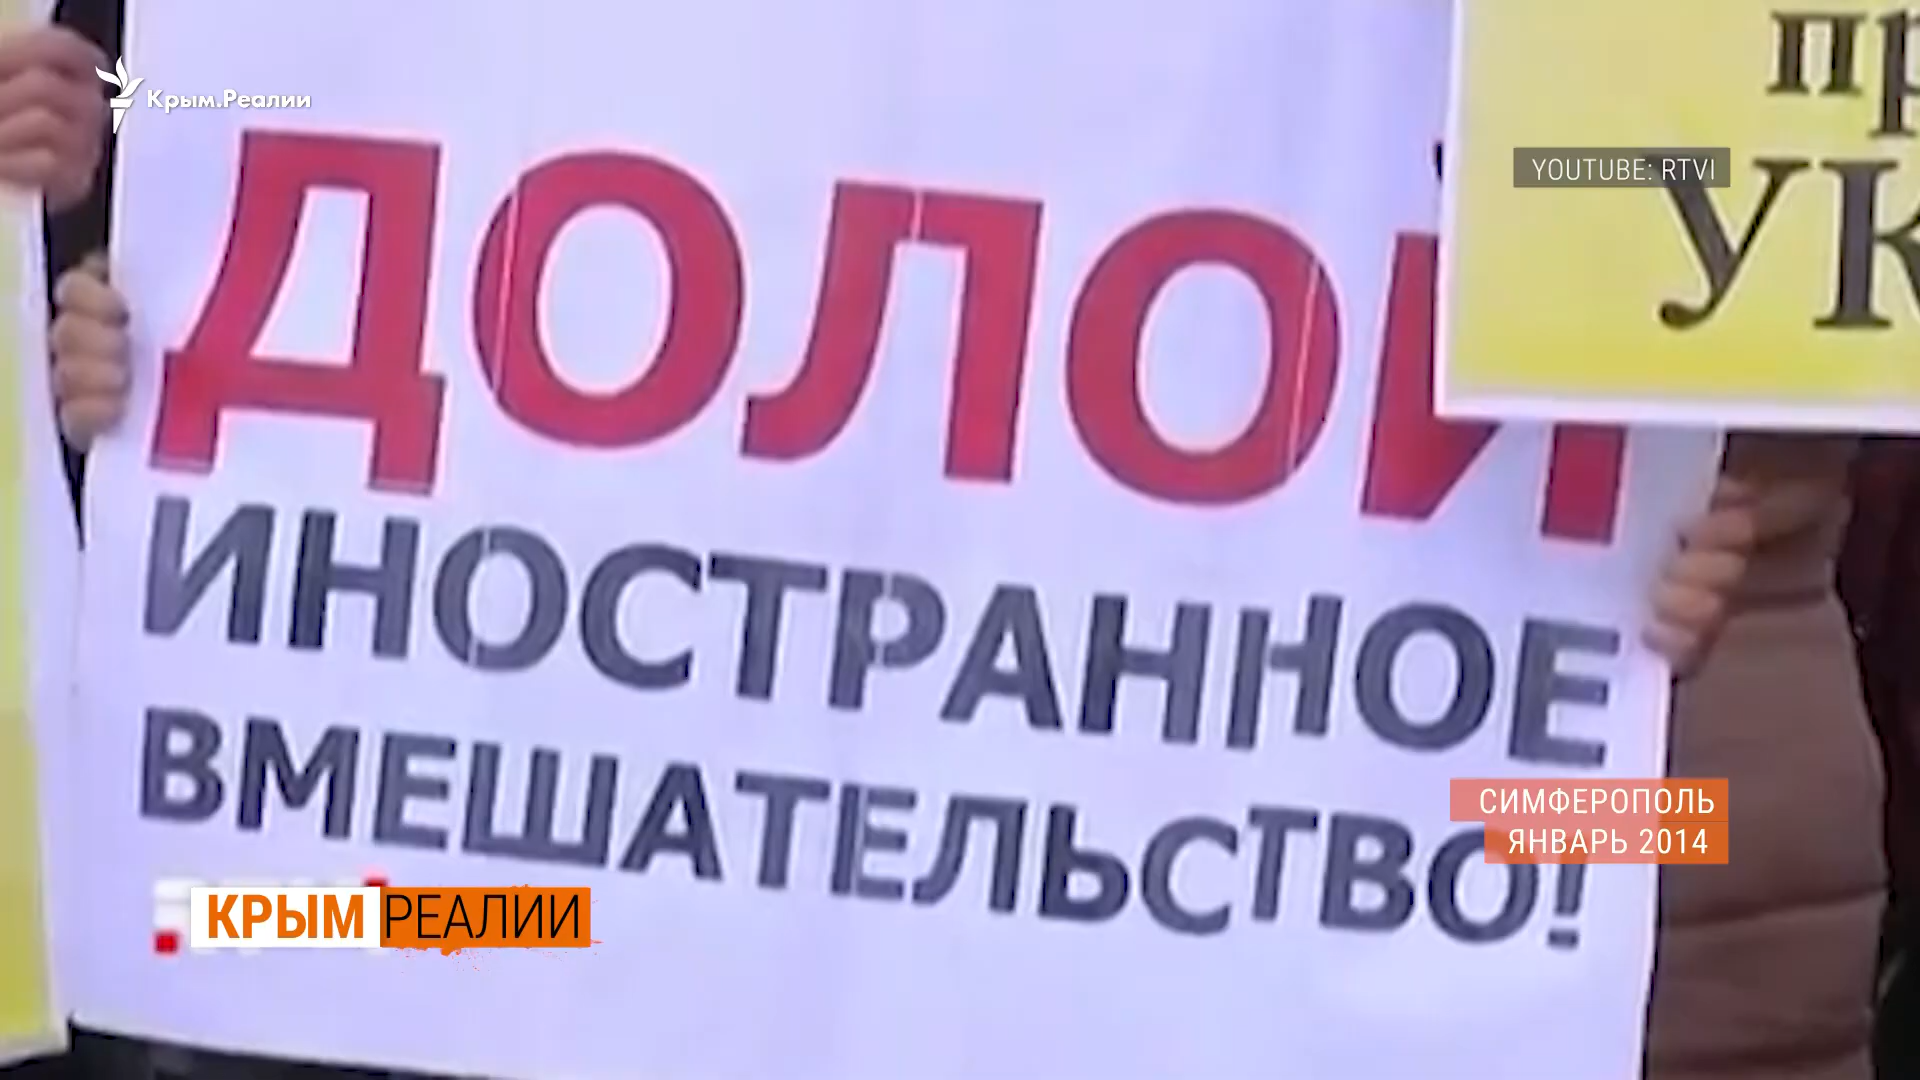 Крым.Реалии
YOUTUBE: RTVI
ДОЛОЙ
ИНОСТРАННОЕ
ВМЕШАТЕЛЬСТВО!
СИМФЕРОПОЛЬ
ЯНВАРЬ 2014
КРЫМ РЕАЛИИ